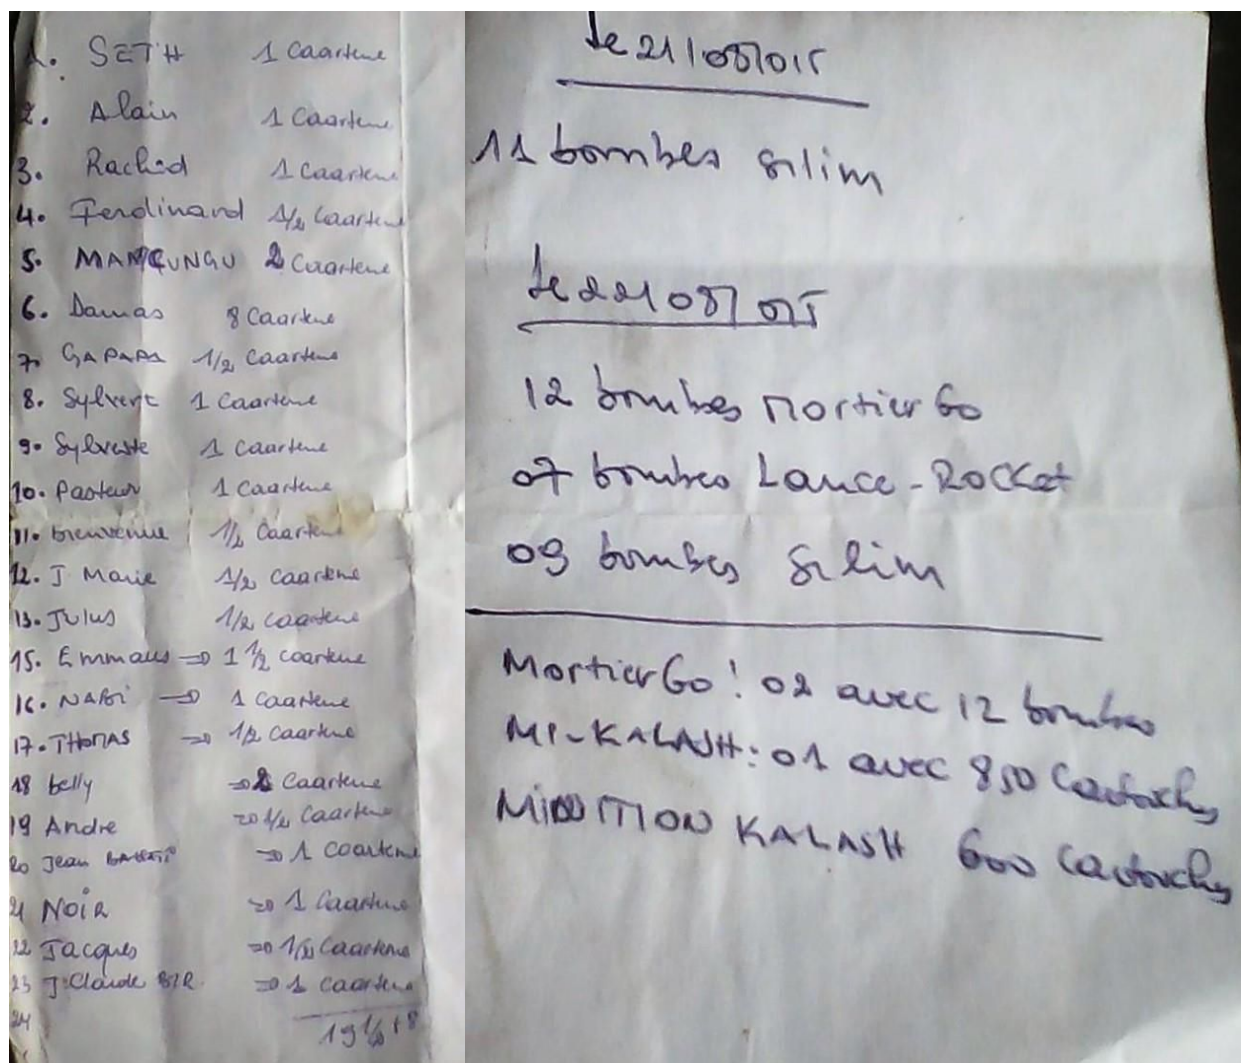 1. SETH 1 Caartene
2. Alain 1 Caartene
3. Rachid 1 Caartene
4. Ferdinand 1/2 Caartene
5. 2 Caartene
6. Damas 8 Caartene
7. GAPAPA 1/2 Caartene
8. Sylvert 1 Caartene
9. Sylveste 1 Caartene
10. Pasteur 1 Caartene
11. bienvenue 1/2 Caartene
12. J Marie 1/2 Caartene
13. Julus 1/2 Caartene
15. Emmaus => 1 1/2 Caartene
16. NABi → 1 Caartene
17. THOMAS => 1/2 Caartene
18 belly => 2 Caartene
19 Andre => 1/2 Caartene
20 Jean => 1 Caartene
21 NOIR => 1 Caartene
22 Jacques => 1/2 Caartene
23 J. Claude => 1 Caartene
24
19 1/2 + 8
le 21/08/015
11 bombes silim
le 22/08/015
12 bombes mortier 60
07 bombes Lance-Rocket
09 bombes silim
Mortier 60! 02 avec 12 bombes
Mi-KALASH: 01 avec 850 Cartouches
KALASH 600 Cartouches